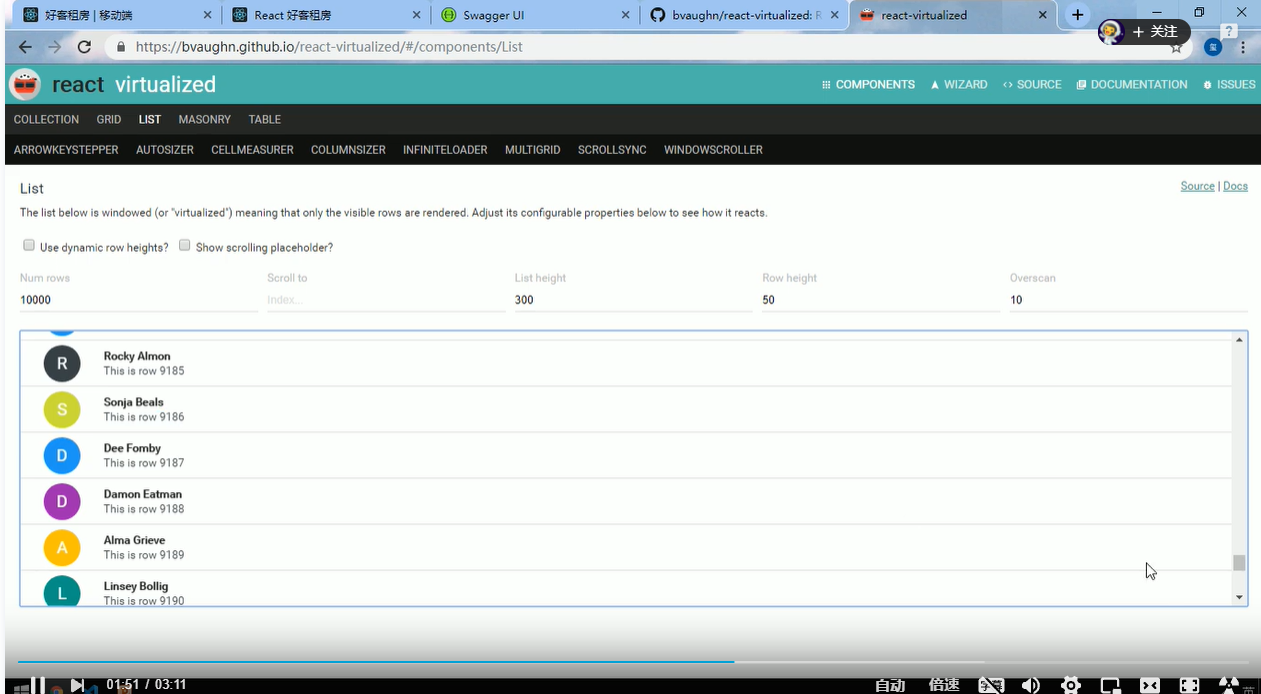 好客租房 | 移动端
React 好客租房
Swagger UI
bvaughn/react-virtualized: R
react-virtualized
+ 关注
https://bvaughn.github.io/react-virtualized/#/components/List
?
react virtualized
COMPONENTS
WIZARD
SOURCE
DOCUMENTATION
ISSUES
COLLECTION GRID LIST MASONRY TABLE
ARROWKEYSTEPPER AUTOSIZER CELLMEASURER COLUMNSIZER INFINITELOADER MULTIGRID SCROLLSYNC WINDOWSCROLLER
List
Source | Docs
The list below is windowed (or "virtualized") meaning that only the visible rows are rendered. Adjust its configurable properties below to see how it reacts.
Use dynamic row heights? Show scrolling placeholder?
Num rows Scroll to List height Row height Overscan
10000 Index... 300 50 10
R
Rocky Almon
This is row 9185
S
Sonja Beals
This is row 9186
D
Dee Fomby
This is row 9187
D
Damon Eatman
This is row 9188
A
Alma Grieve
This is row 9189
L
Linsey Bollig
This is row 9190
01:51 / 03:11
自动 倍速 字幕